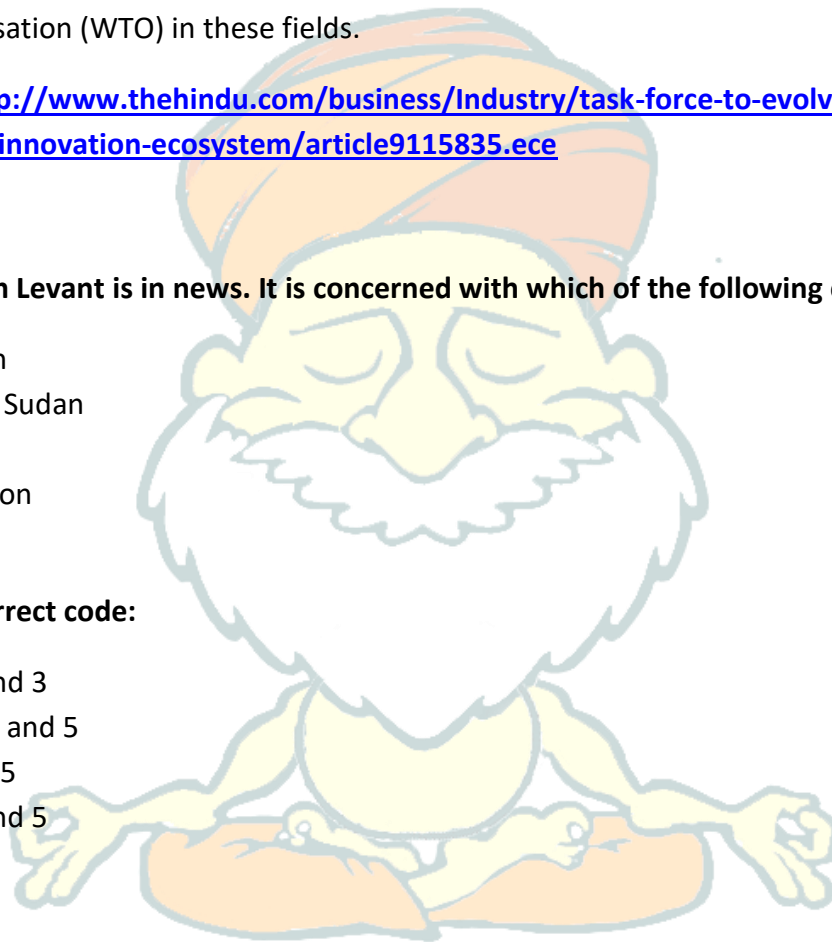 sation (WTO) in these fields.
p://www.thehindu.com/business/Industry/task-force-to-evolv
innovation-ecosystem/article9115835.ece
Levant is in news. It is concerned with which of the following
Sudan
on
rrect code:
nd 3
and 5
5
nd 5